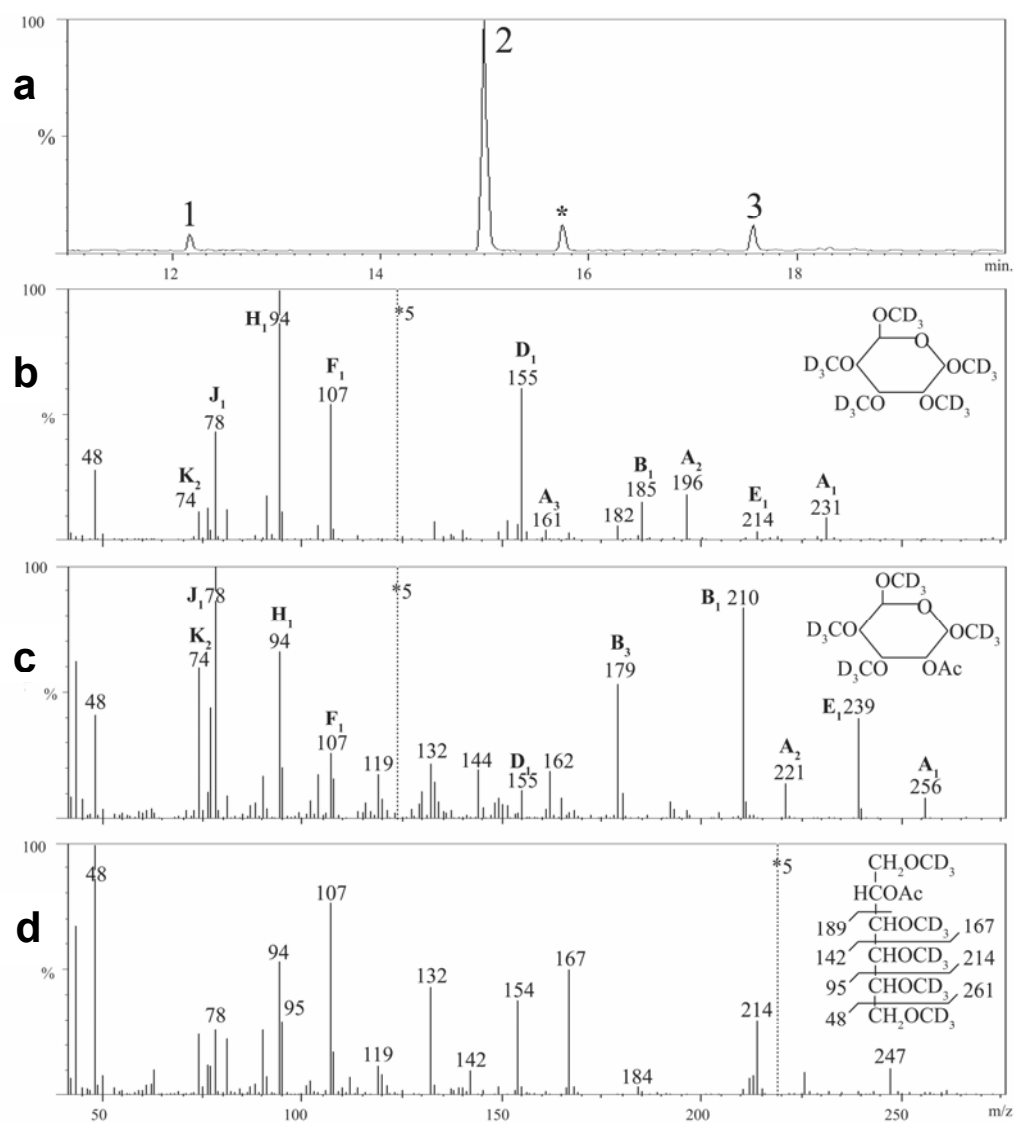 a
100
%
1
2
*
3
12
14
16
18
min.
b
100
%
48
K2
74
J1
78
H1 94
F1
107
*5
D1
155
A3
161
182
B1
185
A2
196
E1
214
A1
231
OCD3
O
D3CO
OCD3
D3CO
OCD3
c
100
%
48
K2
74
J1 78
H1
94
F1
107
119
*5
132
144
D1
155
162
B3
179
B1 210
A2
221
E1 239
A1
256
OCD3
O
D3CO
OCD3
D3CO
OAc
d
100
%
48
78
94
95
107
119
132
142
154
167
184
214
*5
247
CH2OCD3
HCOAc
189
CHOCD3 167
142
CHOCD3 214
95
CHOCD3 261
48
CH2OCD3
50
100
150
200
250
m/z